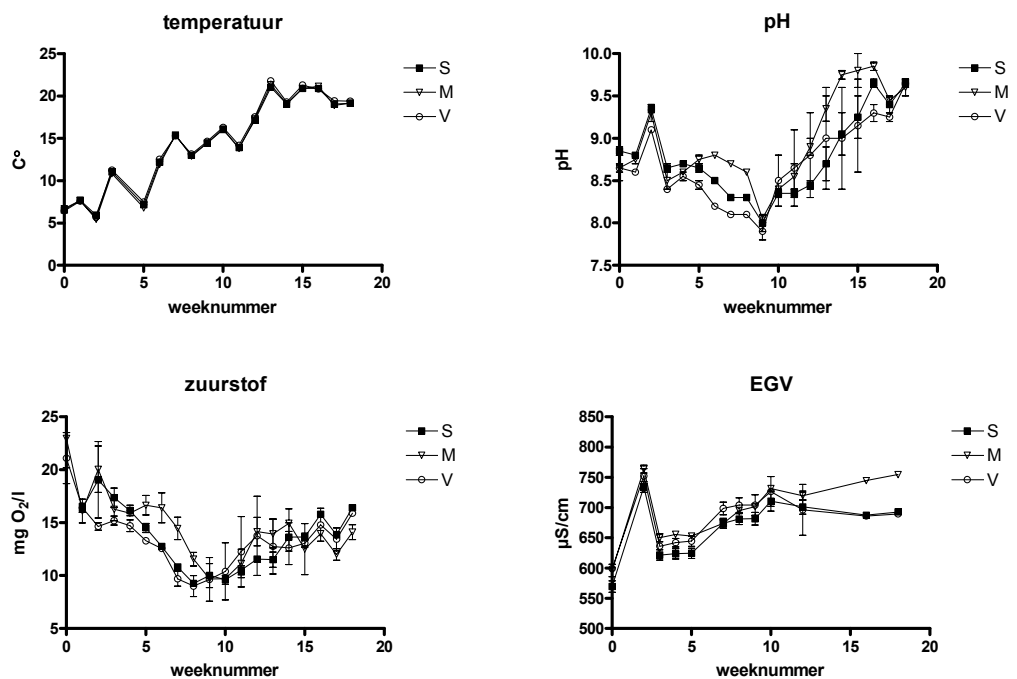 temperatuur
25
20
15
10
5
0
C°
0 5 10 15 20
weeknummer
S
M
V
pH
10.0
9.5
9.0
8.5
8.0
7.5
pH
0 5 10 15 20
weeknummer
S
M
V
zuurstof
25
20
15
10
5
mg O₂/l
0 5 10 15 20
weeknummer
S
M
V
EGV
850
800
750
700
650
600
550
500
µS/cm
0 5 10 15 20
weeknummer
S
M
V